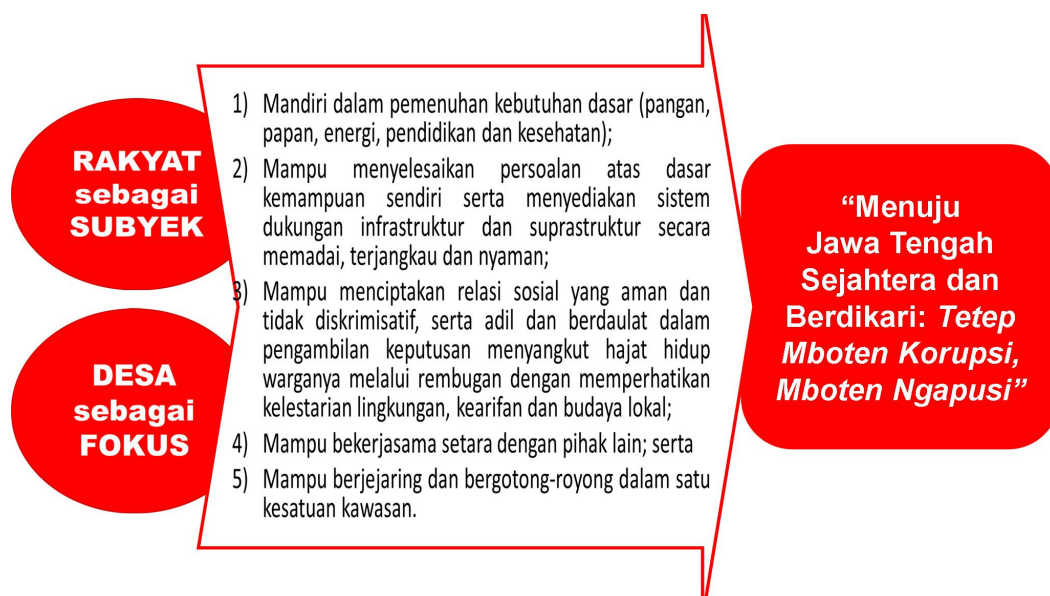 RAKYAT
sebagai
SUBYEK
DESA
sebagai
FOKUS
1) Mandiri dalam pemenuhan kebutuhan dasar (pangan,
papan, energi, pendidikan dan kesehatan);
2) Mampu menyelesaikan persoalan atas dasar
kemampuan sendiri serta menyediakan sistem
dukungan infrastruktur dan suprastruktur secara
memadai, terjangkau dan nyaman;
3) Mampu menciptakan relasi sosial yang aman dan
tidak diskrimisatif, serta adil dan berdaulat dalam
pengambilan keputusan menyangkut hajat hidup
warganya melalui rembugan dengan memperhatikan
kelestarian lingkungan, kearifan dan budaya lokal;
4) Mampu bekerjasama setara dengan pihak lain; serta
5) Mampu berjejaring dan bergotong-royong dalam satu
kesatuan kawasan.
“Menuju
Jawa Tengah
Sejahtera dan
Berdikari: Tetep
Mboten Korupsi,
Mboten Ngapusi”